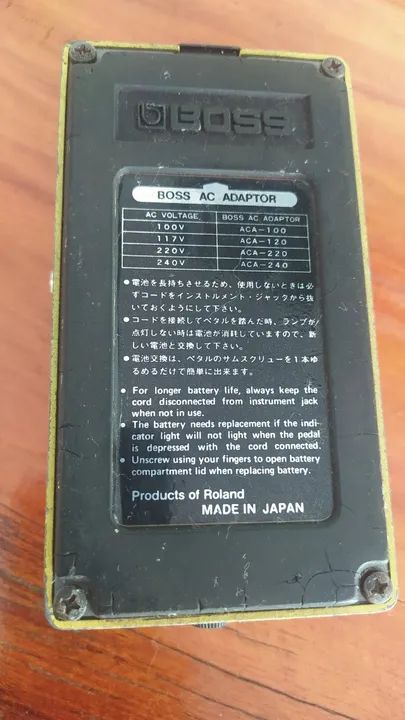 BOSS
BOSS AC ADAPTOR
AC VOLTAGE BOSS AC ADAPTOR
100V ACA-100
117V ACA-120
220V ACA-220
240V ACA-240
●電池を長持ちさせるため、使用しないときは必
ずコードをインストルメント・ジャックから抜
いておくようにして下さい。
●コードを接続してペタルを踏んだ時、ランプが
点灯しない時は電池が消耗していますので、新
しい電池と交換して下さい。
●電池交換は、ペタルのサムスクリューを1本ゆ
るめるだけで簡単に出来ます。
● For longer battery life, always keep the
cord disconnected from instrument jack
when not in use.
● The battery needs replacement if the indi-
cator light will not light when the pedal
is depressed with the cord connected.
● Unscrew using your fingers to open battery
compartment lid when replacing battery.
Products of Roland
MADE IN JAPAN